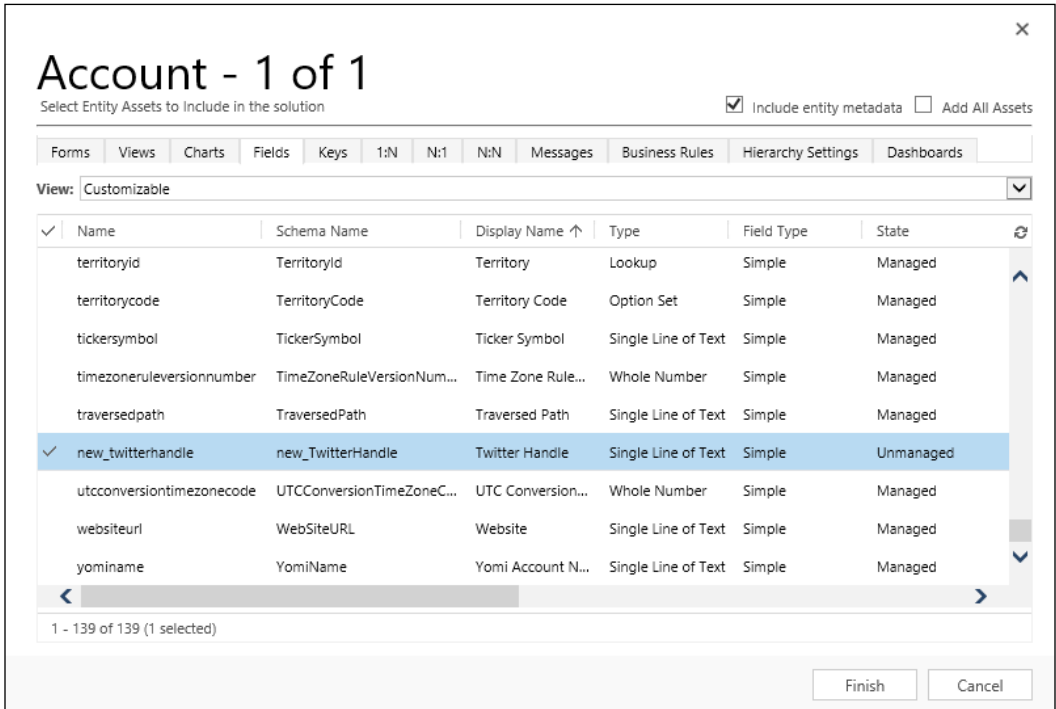 Account - 1 of 1
Select Entity Assets to Include in the solution
Include entity metadata Add All Assets
Forms Views Charts Fields Keys 1:N N:1 N:N Messages Business Rules Hierarchy Settings Dashboards
View: Customizable
Name Schema Name Display Name ↑ Type Field Type State
territoryid TerritoryId Territory Lookup Simple Managed
territorycode TerritoryCode Territory Code Option Set Simple Managed
tickersymbol TickerSymbol Ticker Symbol Single Line of Text Simple Managed
timezoneruleversionnumber TimeZoneRuleVersionNum... Time Zone Rule... Whole Number Simple Managed
traversedpath TraversedPath Traversed Path Single Line of Text Simple Managed
new_twitterhandle new_TwitterHandle Twitter Handle Single Line of Text Simple Unmanaged
utcconversiontimezonecode UTCConversionTimeZoneC... UTC Conversion... Whole Number Simple Managed
websiteurl WebSiteURL Website Single Line of Text Simple Managed
yominame YomiName Yomi Account N... Single Line of Text Simple Managed
1 - 139 of 139 (1 selected)
Finish Cancel